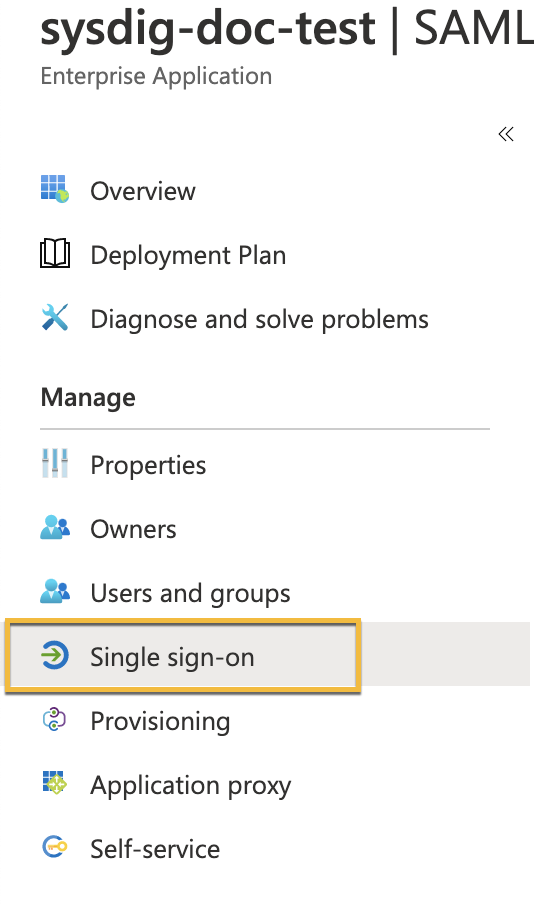 sysdig-doc-test | SAML
Enterprise Application
Overview
Deployment Plan
Diagnose and solve problems
Manage
Properties
Owners
Users and groups
Single sign-on
Provisioning
Application proxy
Self-service